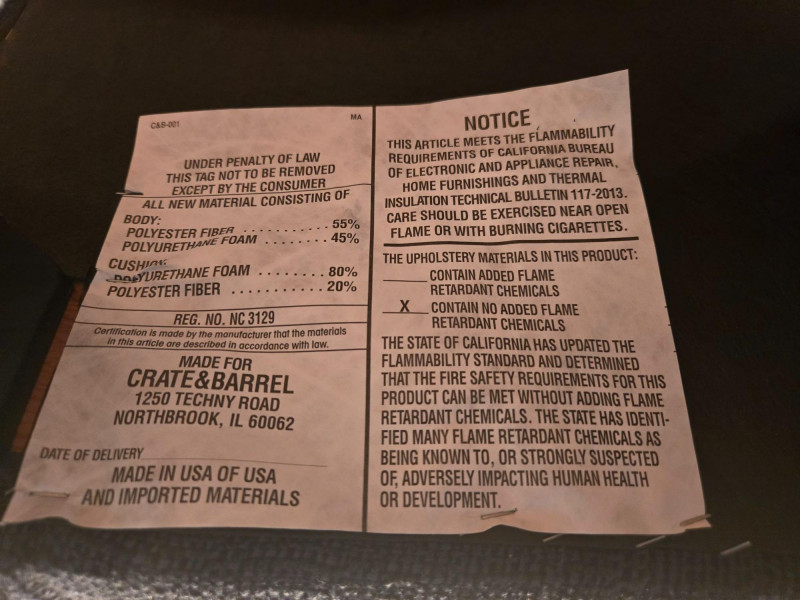 C&B-001
MA
UNDER PENALTY OF LAW
THIS TAG NOT TO BE REMOVED
EXCEPT BY THE CONSUMER
ALL NEW MATERIAL CONSISTING OF
BODY:
POLYESTER FIBER . . . . . . . . . . . . . 55%
POLYURETHANE FOAM . . . . . . . . 45%
CUSHION:
POLYURETHANE FOAM . . . . . . . . 80%
POLYESTER FIBER . . . . . . . . . . . 20%
REG. NO. NC 3129
Certification is made by the manufacturer that the materials
in this article are described in accordance with law.
MADE FOR
CRATE&BARREL
1250 TECHNY ROAD
NORTHBROOK, IL 60062
DATE OF DELIVERY
MADE IN USA OF USA
AND IMPORTED MATERIALS
NOTICE
THIS ARTICLE MEETS THE FLAMMABILITY
REQUIREMENTS OF CALIFORNIA BUREAU
OF ELECTRONIC AND APPLIANCE REPAIR,
HOME FURNISHINGS AND THERMAL
INSULATION TECHNICAL BULLETIN 117-2013.
CARE SHOULD BE EXERCISED NEAR OPEN
FLAME OR WITH BURNING CIGARETTES.
THE UPHOLSTERY MATERIALS IN THIS PRODUCT:
CONTAIN ADDED FLAME
RETARDANT CHEMICALS
X CONTAIN NO ADDED FLAME
RETARDANT CHEMICALS
THE STATE OF CALIFORNIA HAS UPDATED THE
FLAMMABILITY STANDARD AND DETERMINED
THAT THE FIRE SAFETY REQUIREMENTS FOR THIS
PRODUCT CAN BE MET WITHOUT ADDING FLAME
RETARDANT CHEMICALS. THE STATE HAS IDENTI-
FIED MANY FLAME RETARDANT CHEMICALS AS
BEING KNOWN TO, OR STRONGLY SUSPECTED
OF, ADVERSELY IMPACTING HUMAN HEALTH
OR DEVELOPMENT.